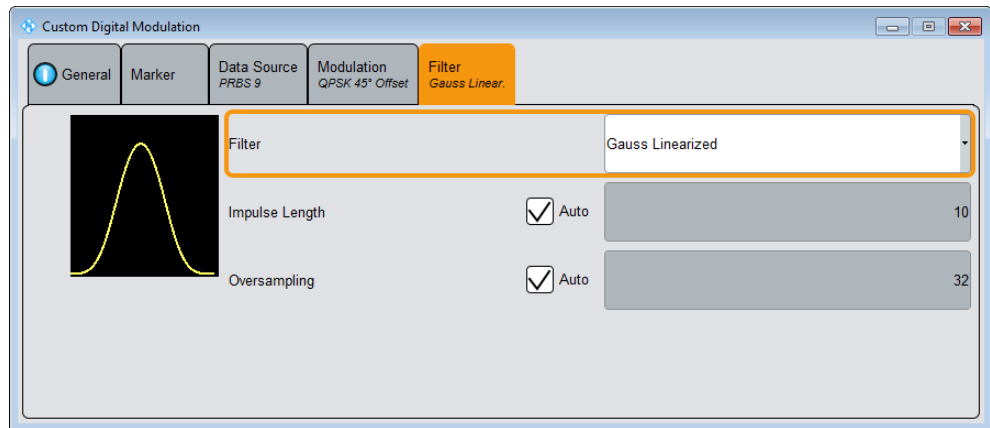 Custom Digital Modulation
General
Marker
Data Source
PRBS 9
Modulation
QPSK 45° Offset
Filter
Gauss Linear.
Filter
Gauss Linearized
Impulse Length
Auto
10
Oversampling
Auto
32